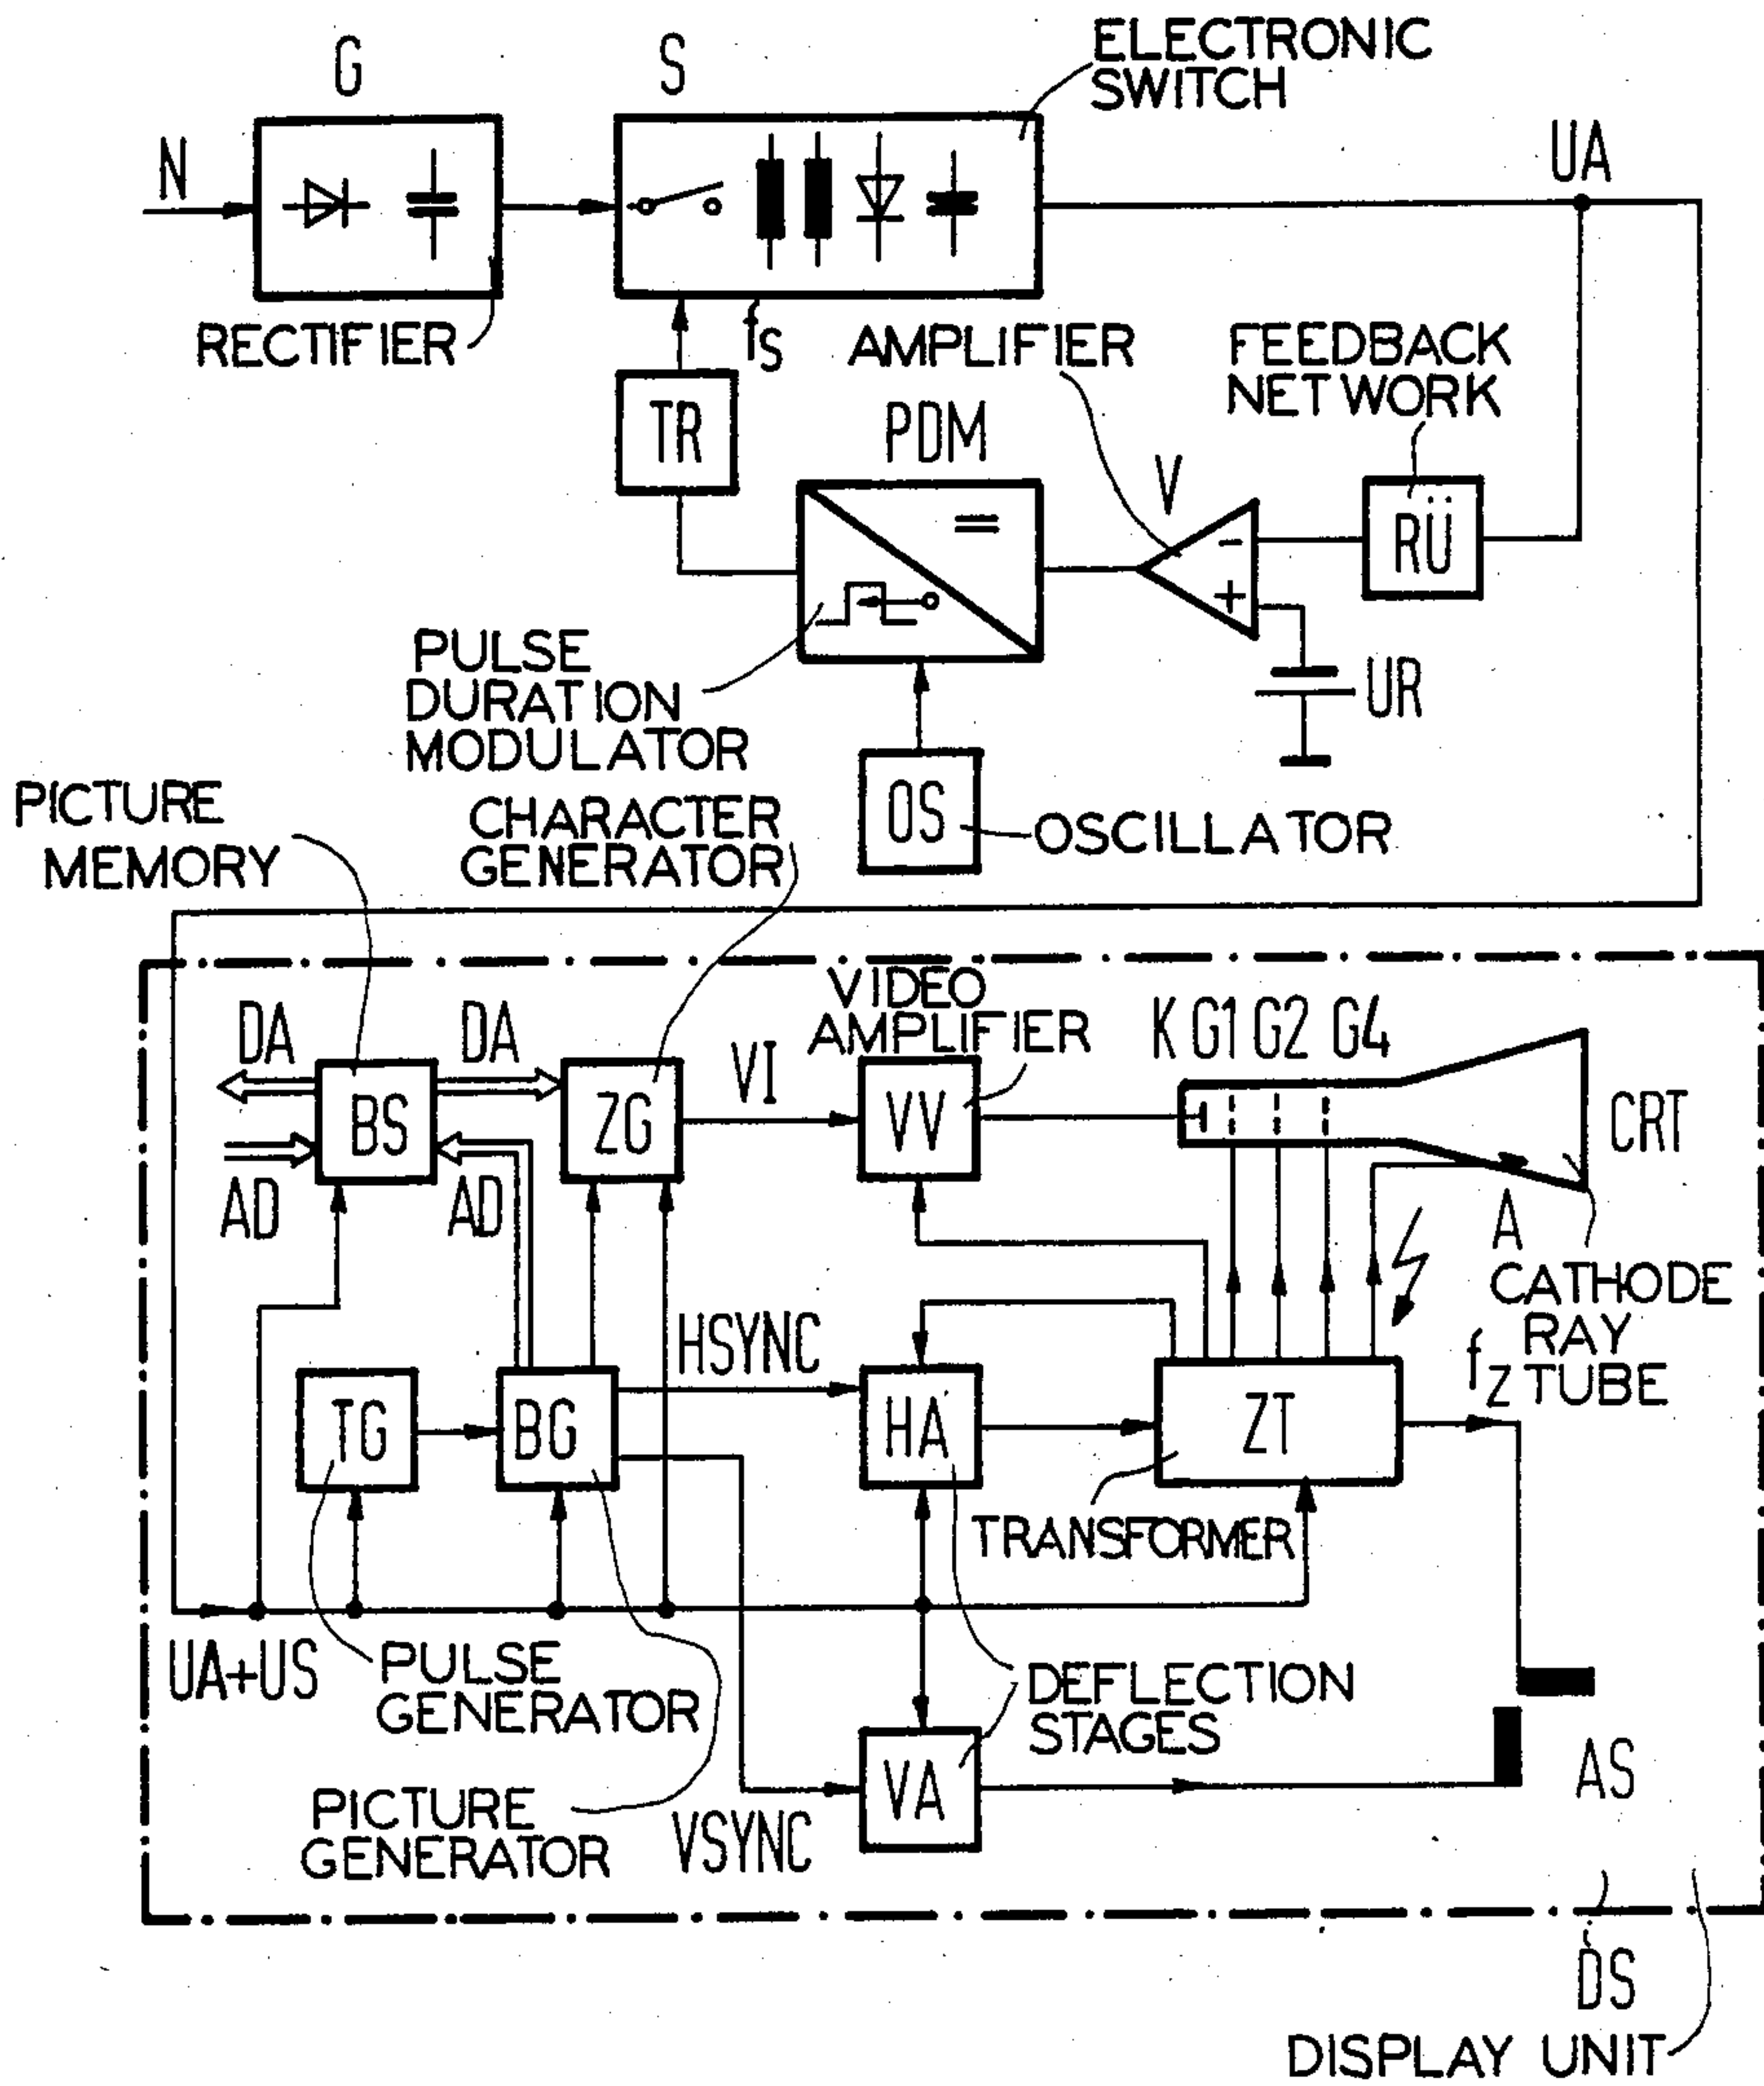 G
S
ELECTRONIC
SWITCH
N
UA
RECTIFIER
fS
AMPLIFIER
FEEDBACK
NETWORK
TR
PDM
V
RÜ
-
+
=
PULSE
DURATION
MODULATOR
UR
OS
OSCILLATOR
PICTURE
MEMORY
CHARACTER
GENERATOR
VIDEO
AMPLIFIER
DA
DA
K G1 G2 G4
BS
ZG
VI
VV
CRT
AD
AD
A
CATHODE
RAY
TUBE
fZ
HSYNC
TG
BG
HA
ZT
TRANSFORMER
UA+US
PULSE
GENERATOR
DEFLECTION
STAGES
VA
AS
PICTURE
GENERATOR
VSYNC
DS
DISPLAY UNIT